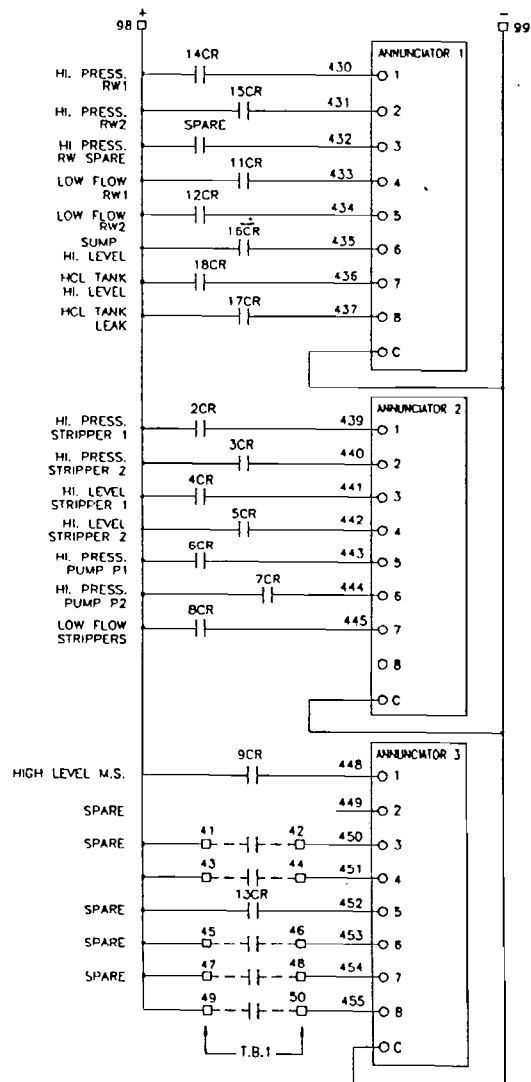 + −
98 99
ANNUNCIATOR 1
HI. PRESS. RW1 14CR 430 1
HI. PRESS. RW2 15CR 431 2
HI PRESS. RW SPARE SPARE 432 3
LOW FLOW RW1 11CR 433 4
LOW FLOW RW2 12CR 434 5
SUMP HI. LEVEL 16CR 435 6
HCL TANK HI. LEVEL 18CR 436 7
HCL TANK LEAK 17CR 437 8
C
ANNUNCIATOR 2
HI. PRESS. STRIPPER 1 2CR 439 1
HI. PRESS. STRIPPER 2 3CR 440 2
HI. LEVEL STRIPPER 1 4CR 441 3
HI. LEVEL STRIPPER 2 5CR 442 4
HI. PRESS. PUMP P1 6CR 443 5
HI. PRESS. PUMP P2 7CR 444 6
LOW FLOW STRIPPERS 8CR 445 7
8
C
ANNUNCIATOR 3
HIGH LEVEL M.S. 9CR 448 1
SPARE 449 2
SPARE 41 42 450 3
43 44 451 4
SPARE 13CR 452 5
SPARE 45 46 453 6
SPARE 47 48 454 7
49 50 455 8
T.B.1 C